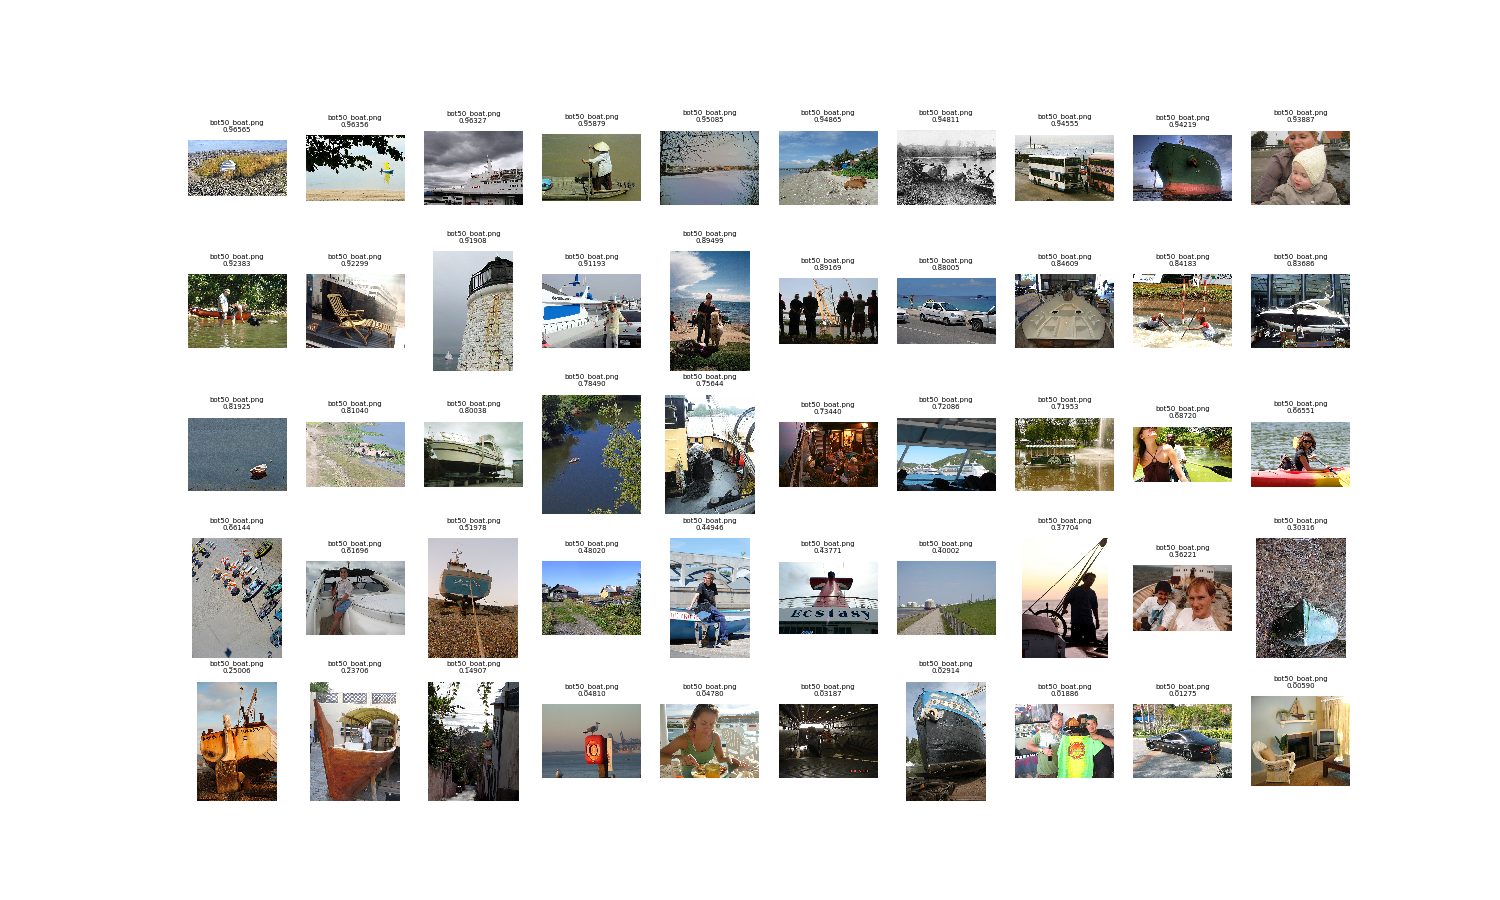 bot50_boat.png
0.96565
bot50_boat.png
0.96356
bot50_boat.png
0.96327
bot50_boat.png
0.95879
bot50_boat.png
0.95085
bot50_boat.png
0.94865
bot50_boat.png
0.94811
bot50_boat.png
0.94555
bot50_boat.png
0.94219
bot50_boat.png
0.93887
bot50_boat.png
0.92383
bot50_boat.png
0.92299
bot50_boat.png
0.91908
bot50_boat.png
0.91193
bot50_boat.png
0.89499
bot50_boat.png
0.89169
bot50_boat.png
0.88005
bot50_boat.png
0.84609
bot50_boat.png
0.84183
bot50_boat.png
0.83686
bot50_boat.png
0.81925
bot50_boat.png
0.81040
bot50_boat.png
0.80038
bot50_boat.png
0.78490
bot50_boat.png
0.75644
bot50_boat.png
0.73440
bot50_boat.png
0.72086
bot50_boat.png
0.71953
bot50_boat.png
0.68720
bot50_boat.png
0.66551
bot50_boat.png
0.66144
bot50_boat.png
0.61696
bot50_boat.png
0.51978
bot50_boat.png
0.48020
bot50_boat.png
0.44946
bot50_boat.png
0.43771
Ecstasy
bot50_boat.png
0.40002
bot50_boat.png
0.37704
bot50_boat.png
0.36221
bot50_boat.png
0.30316
bot50_boat.png
0.25006
bot50_boat.png
0.23706
bot50_boat.png
0.14907
bot50_boat.png
0.04810
bot50_boat.png
0.04780
bot50_boat.png
0.03187
bot50_boat.png
0.02914
bot50_boat.png
0.01886
bot50_boat.png
0.01275
bot50_boat.png
0.00590